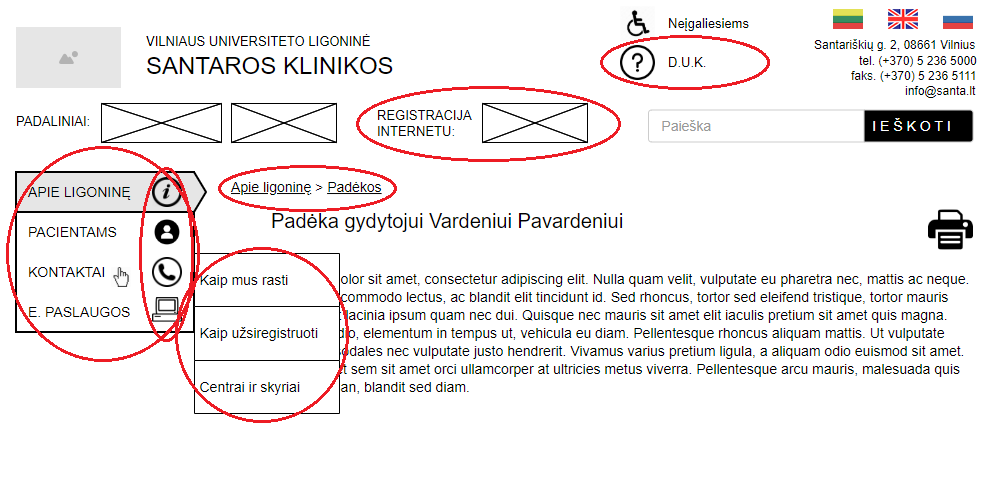 VILNIAUS UNIVERSITETO LIGONINĖ
SANTAROS KLINIKOS
Neįgaliesiems
? D.U.K.
Santariškių g. 2, 08661 Vilnius
tel. (+370) 5 236 5000
faks. (+370) 5 236 5111
info@santa.lt
PADALINIAI:
REGISTRACIJA
INTERNETU:
Paieška
IEŠKOTI
APIE LIGONINĘ i
PACIENTAMS
KONTAKTAI
E. PASLAUGOS
Apie ligoninę > Padėkos
Padėka gydytojui Vardeniui Pavardeniui
Kaip mus rasti
Kaip užsiregistruoti
Centrai ir skyriai
olor sit amet, consectetur adipiscing elit. Nulla quam velit, vulputate eu pharetra nec, mattis ac neque.
commodo lectus, ac blandit elit tincidunt id. Sed rhoncus, tortor sed eleifend tristique, tortor mauris
lacinia ipsum quam nec dui. Quisque nec mauris sit amet elit iaculis pretium sit amet quis magna.
io, elementum in tempus ut, vehicula eu diam. Pellentesque rhoncus aliquam mattis. Ut vulputate
sodales nec vulputate justo hendrerit. Vivamus varius pretium ligula, a aliquam odio euismod sit amet.
t sem sit amet orci ullamcorper at ultricies metus viverra. Pellentesque arcu mauris, malesuada quis
an, blandit sed diam.